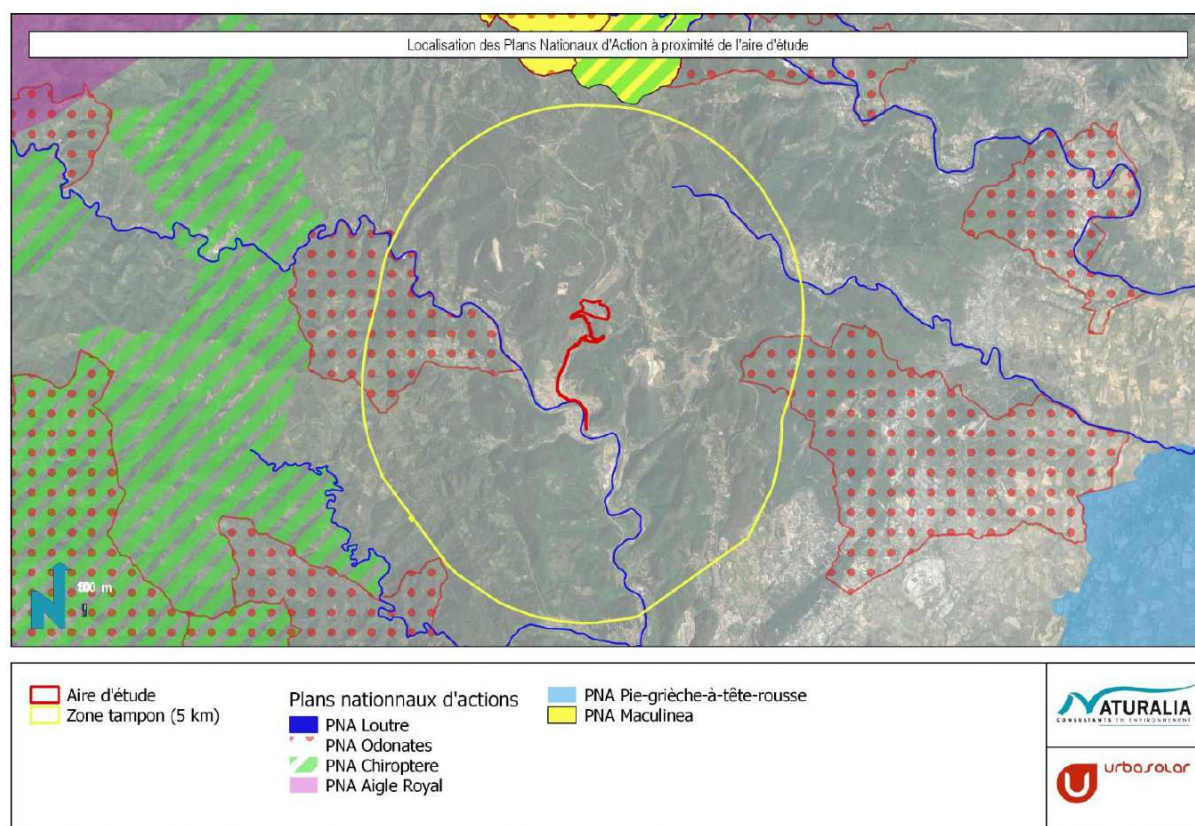 Localisation des Plans Nationaux d'Action à proximité de l'aire d'étude
N
Aire d'étude
Zone tampon (5 km)
Plans nationnaux d'actions
PNA Loutre
PNA Odonates
PNA Chiroptere
PNA Aigle Royal
PNA Pie-grièche-à-tête-rousse
PNA Maculinea
NATURALIA
CONSULTANTS EN ENVIRONNEMENT
urbasolar